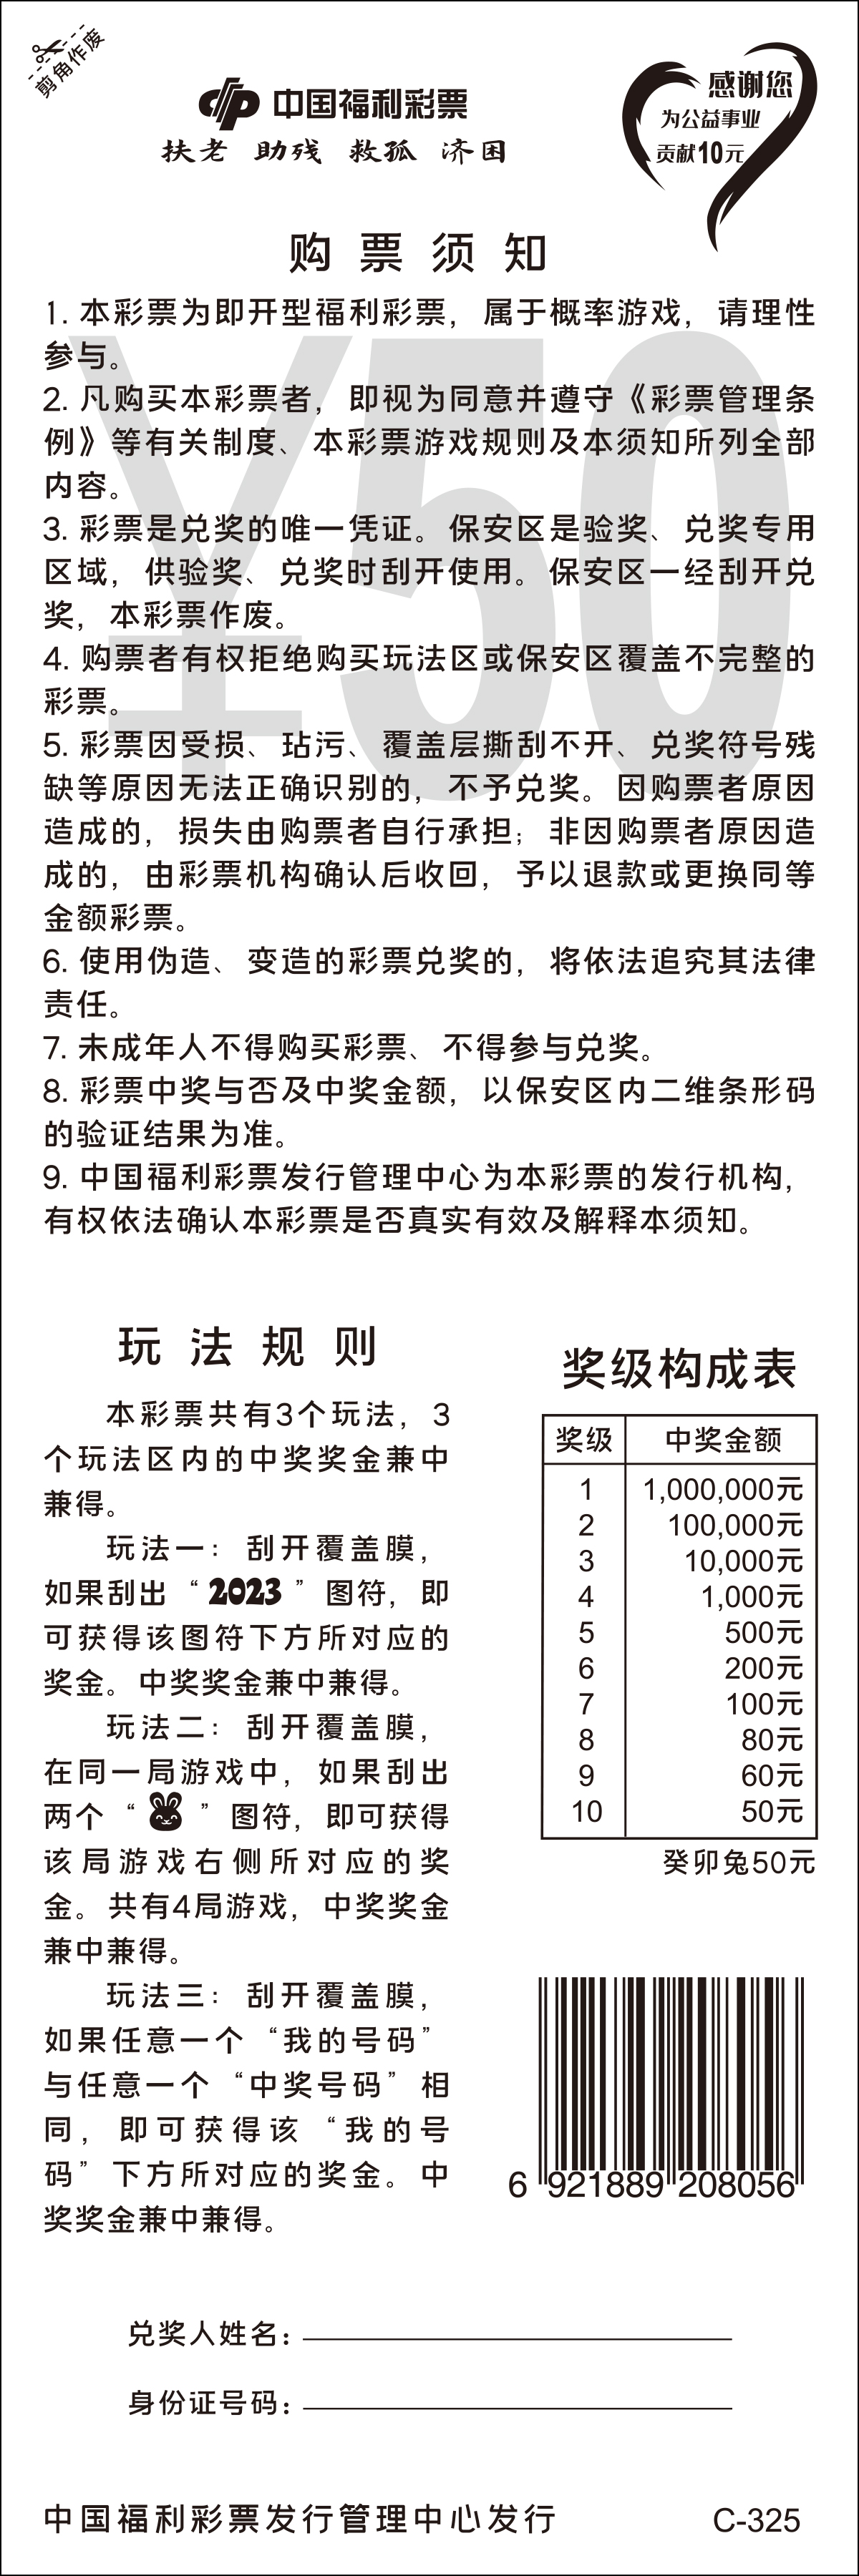 剪角作废
中国福利彩票
扶老 助残 救孤 济困
感谢您
为公益事业
贡献10元
购票须知
¥50
1. 本彩票为即开型福利彩票，属于概率游戏，请理性
参与。
2. 凡购买本彩票者，即视为同意并遵守《彩票管理条
例》等有关制度、本彩票游戏规则及本须知所列全部
内容。
3. 彩票是兑奖的唯一凭证。保安区是验奖、兑奖专用
区域，供验奖、兑奖时刮开使用。保安区一经刮开兑
奖，本彩票作废。
4. 购票者有权拒绝购买玩法区或保安区覆盖不完整的
彩票。
5. 彩票因受损、玷污、覆盖层撕刮不开、兑奖符号残
缺等原因无法正确识别的，不予兑奖。因购票者原因
造成的，损失由购票者自行承担；非因购票者原因造
成的，由彩票机构确认后收回，予以退款或更换同等
金额彩票。
6. 使用伪造、变造的彩票兑奖的，将依法追究其法律
责任。
7. 未成年人不得购买彩票、不得参与兑奖。
8. 彩票中奖与否及中奖金额，以保安区内二维条形码
的验证结果为准。
9. 中国福利彩票发行管理中心为本彩票的发行机构，
有权依法确认本彩票是否真实有效及解释本须知。
玩法规则
本彩票共有3个玩法，3
个玩法区内的中奖奖金兼中
兼得。
玩法一：刮开覆盖膜，
如果刮出“2023”图符，即
可获得该图符下方所对应的
奖金。中奖奖金兼中兼得。
玩法二：刮开覆盖膜，
在同一局游戏中，如果刮出
两个“ ”图符，即可获得
该局游戏右侧所对应的奖
金。共有4局游戏，中奖奖金
兼中兼得。
玩法三：刮开覆盖膜，
如果任意一个“我的号码”
与任意一个“中奖号码”相
同，即可获得该“我的号
码”下方所对应的奖金。中
奖奖金兼中兼得。
奖级构成表
奖级 中奖金额
1 1,000,000元
2 100,000元
3 10,000元
4 1,000元
5 500元
6 200元
7 100元
8 80元
9 60元
10 50元
癸卯兔50元
6 921889 208056
兑奖人姓名：
身份证号码：
中国福利彩票发行管理中心发行 C-325